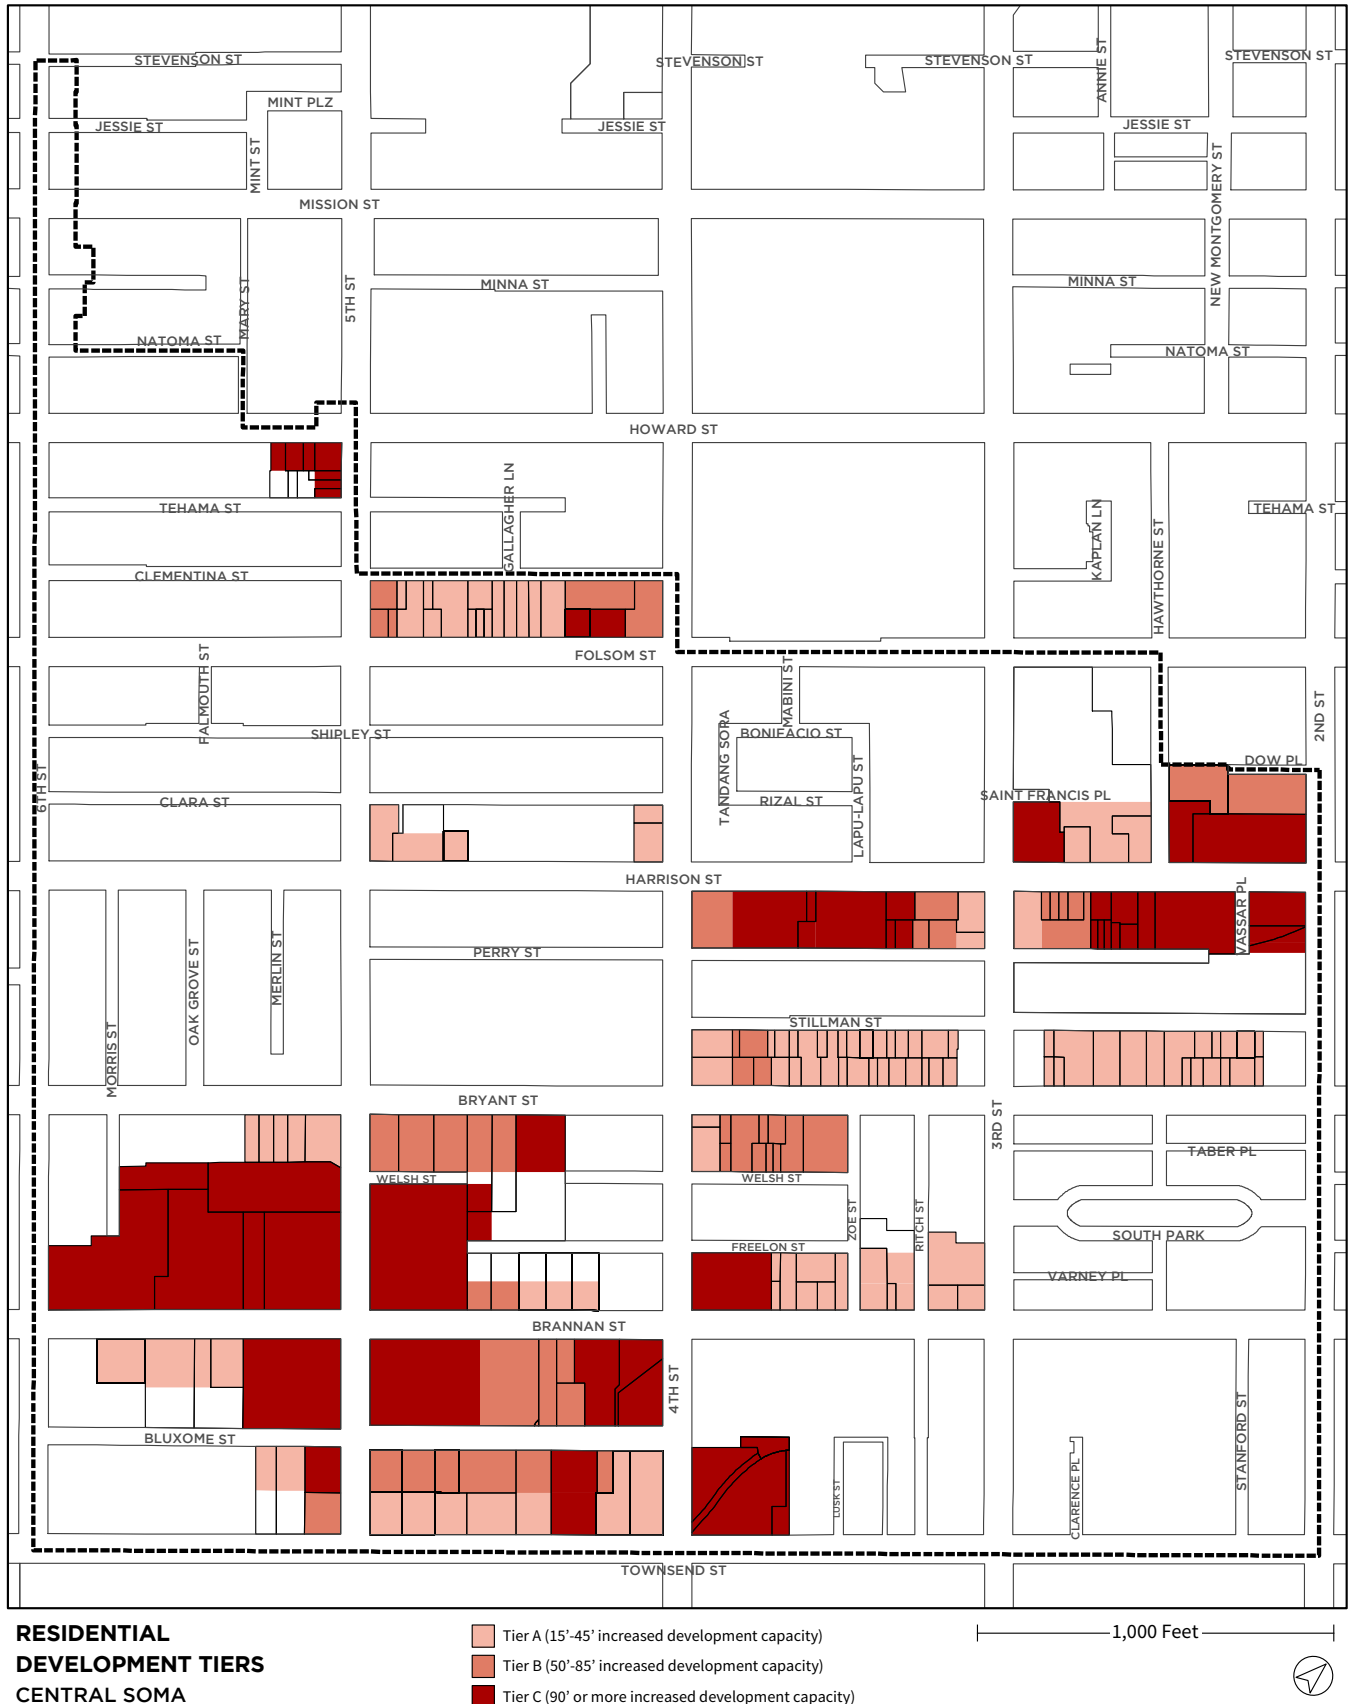 STEVENSON ST
STEVENSON ST
STEVENSON ST
STEVENSON ST
ANNIE ST
MINT PLZ
JESSIE ST
JESSIE ST
JESSIE ST
MINT ST
NEW MONTGOMERY ST
MISSION ST
5TH ST
MARY ST
MINNA ST
MINNA ST
NATOMA ST
NATOMA ST
HOWARD ST
GALLAGHER LN
TEHAMA ST
TEHAMA ST
KAPLAN LN
HAWTHORNE ST
CLEMENTINA ST
FOLSOM ST
FALMOUTH ST
MABINI ST
2ND ST
SHIPLEY ST
BONIFACIO ST
TANDANG SORA
LAPU-LAPU ST
DOW PL
6TH ST
CLARA ST
RIZAL ST
SAINT FRANCIS PL
HARRISON ST
VASSAR PL
PERRY ST
OAK GROVE ST
MERLIN ST
STILLMAN ST
MORRIS ST
BRYANT ST
3RD ST
TABER PL
WELSH ST
WELSH ST
ZOE ST
RITCH ST
SOUTH PARK
FREELON ST
VARNEY PL
BRANNAN ST
4TH ST
BLUXOME ST
STANFORD ST
LUSK ST
CLARENCE PL
TOWNSEND ST
RESIDENTIAL
DEVELOPMENT TIERS
CENTRAL SOMA
Tier A (15'-45' increased development capacity)
Tier B (50'-85' increased development capacity)
Tier C (90' or more increased development capacity)
1,000 Feet